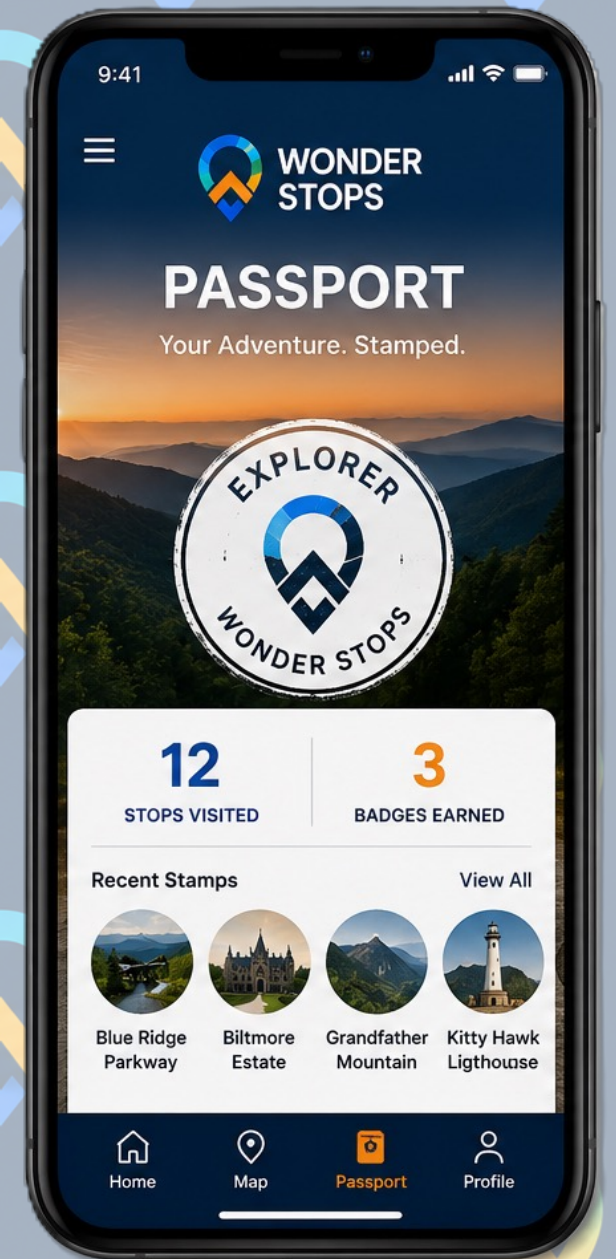 9:41
WONDER
STOPS
PASSPORT
Your Adventure. Stamped.
EXPLORER
WONDER STOPS
12
STOPS VISITED
3
BADGES EARNED
Recent Stamps
View All
Blue Ridge
Parkway
Biltmore
Estate
Grandfather
Mountain
Kitty Hawk
Ligthouse
Home
Map
Passport
Profile